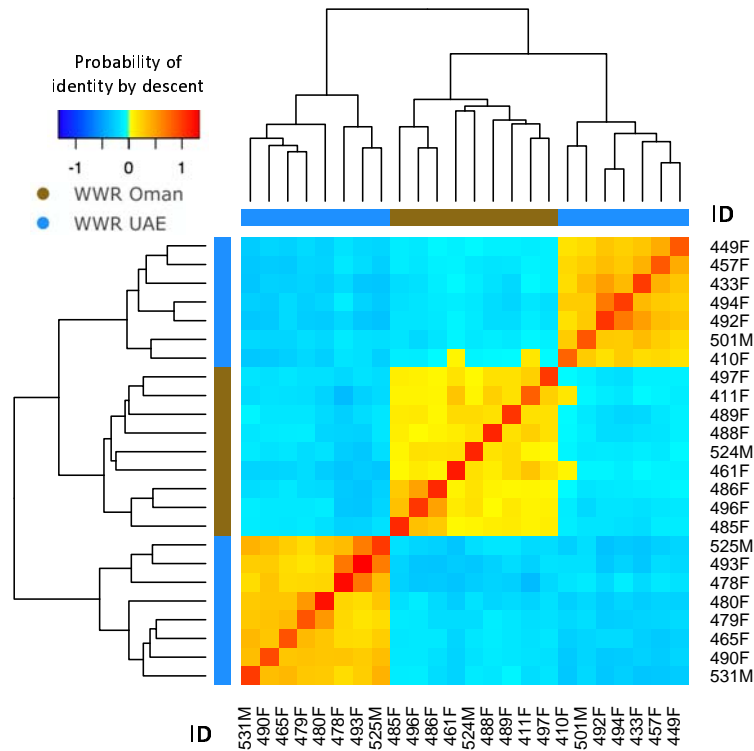 Probability of
identity by descent
-1 0 1
WWR Oman
WWR UAE
ID
449F
457F
433F
494F
492F
501M
410F
497F
411F
489F
488F
524M
461F
486F
496F
485F
525M
493F
478F
480F
479F
465F
490F
531M
ID
531M
490F
465F
479F
480F
478F
493F
525M
485F
496F
486F
461F
524M
488F
489F
411F
497F
410F
501M
492F
494F
433F
457F
449F